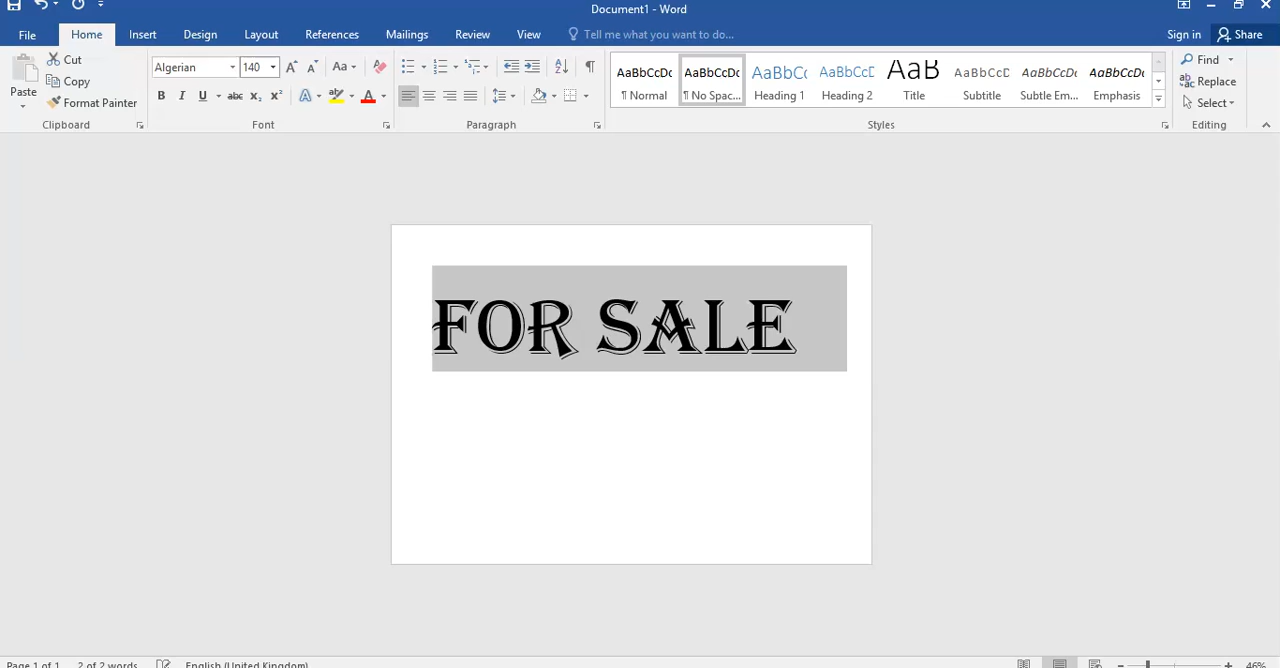 Document1 - Word
File Home Insert Design Layout References Mailings Review View Tell me what you want to do... Sign in Share
Paste
Cut
Copy
Format Painter
Clipboard
Algerian 140
Font
Paragraph
AaBbCcDc AaBbCcDc AaBbCc AaBbCcD AaB AaBbCcD AaBbCcDc AaBbCcDc
¶ Normal ¶ No Spac... Heading 1 Heading 2 Title Subtitle Subtle Em... Emphasis
Styles
Find
Replace
Select
Editing
FOR SALE
Page 1 of 1 2 of 2 words English (United Kingdom) 46%